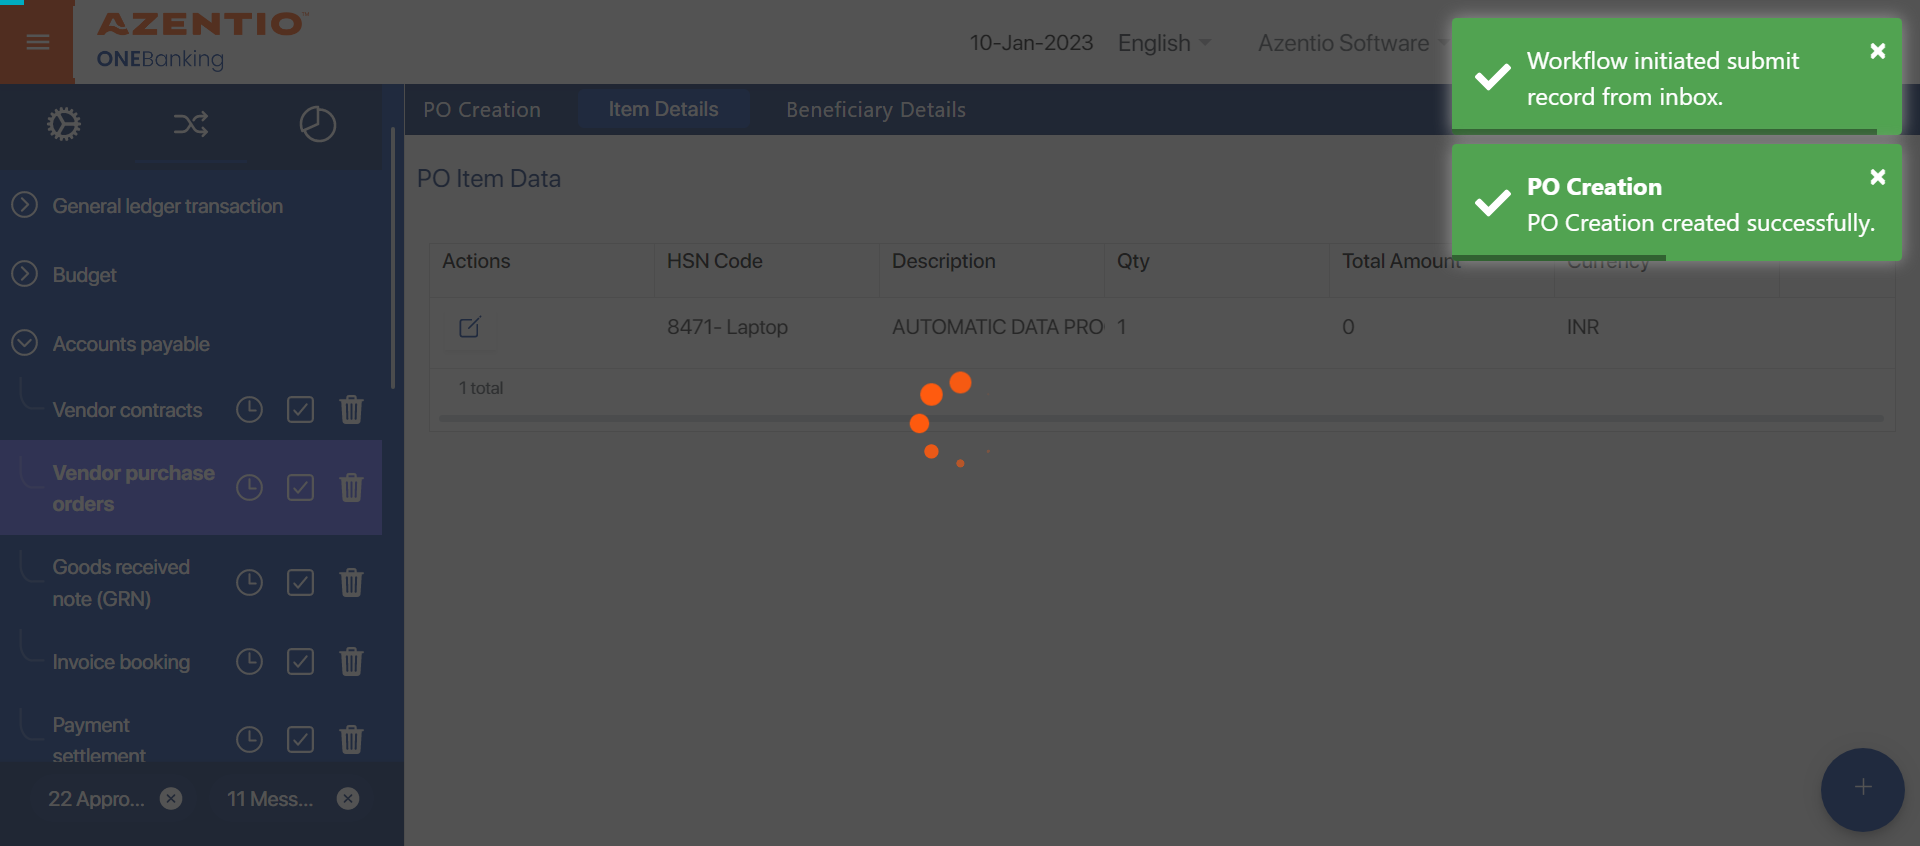 AZENTIO™
ONEBanking
10-Jan-2023
English
Azentio Software
Workflow initiated submit
record from inbox.
PO Creation
PO Creation created successfully.
PO Creation
Item Details
Beneficiary Details
General ledger transaction
Budget
Accounts payable
Vendor contracts
Vendor purchase
orders
Goods received
note (GRN)
Invoice booking
Payment
settlement
22 Appro...
11 Mess...
PO Item Data
Actions
HSN Code
Description
Qty
Total Amount
Currency
8471- Laptop
AUTOMATIC DATA PRO
1
0
INR
1 total